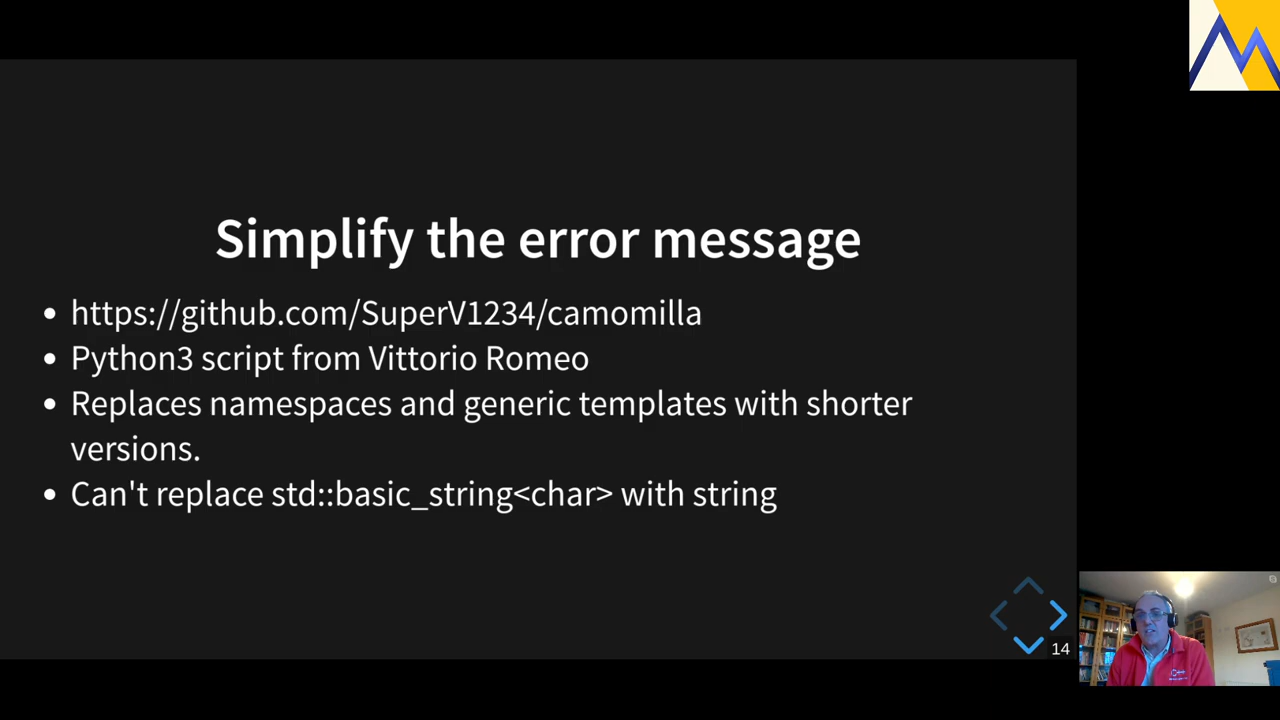 Simplify the error message
• https://github.com/SuperV1234/camomilla
• Python3 script from Vittorio Romeo
• Replaces namespaces and generic templates with shorter
versions.
• Can't replace std::basic_string<char> with string
14